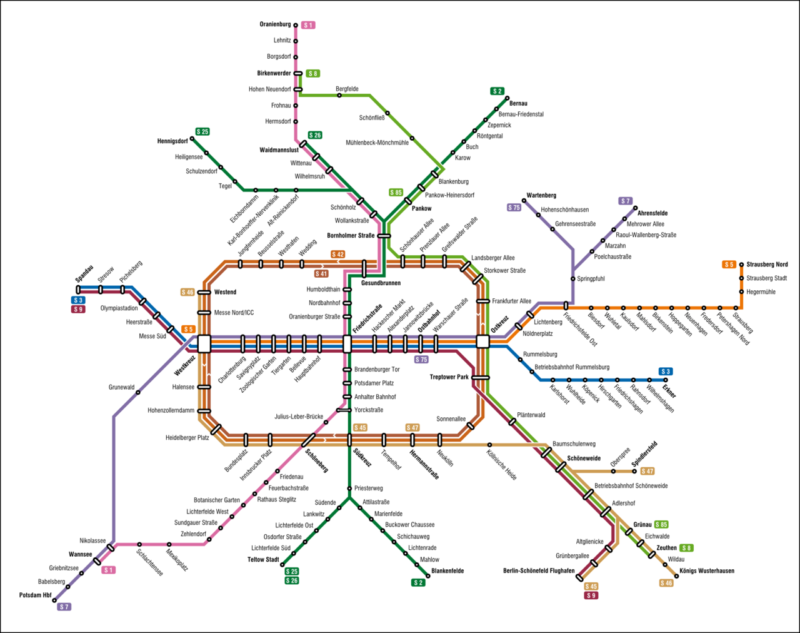 Oranienburg S 1
Lehnitz
Borgsdorf
Birkenwerder S 8
Hohen Neuendorf
Bergfelde
Frohnau
Schönfließ
Hermsdorf
S 2
Bernau
Bernau-Friedenstal
Zepernick
Röntgental
Buch
Karow
S 25
Hennigsdorf
Heiligensee
Schulzendorf
Tegel
S 26
Waidmannslust
Wittenau
Wilhelmsruh
Mühlenbeck-Mönchmühle
Blankenburg
Pankow-Heinersdorf
S 85
Pankow
Eichborndamm
Karl-Bonhoeffer-Nervenklinik
Alt-Reinickendorf
Schönholz
Wollankstraße
Bornholmer Straße
Wartenberg
S 75
Hohenschönhausen
Gehrenseestraße
S 7
Ahrensfelde
Mehrower Allee
Raoul-Wallenberg-Straße
Marzahn
Poelchaustraße
Springpfuhl
Jungfernheide
Beusselstraße
Westhafen
Wedding
S 42
S 41
Gesundbrunnen
Schönhauser Allee
Prenzlauer Allee
Greifswalder Straße
Landsberger Allee
Storkower Straße
Frankfurter Allee
S 5
Strausberg Nord
Strausberg Stadt
Hegermühle
Spandau
Stresow
Pichelsberg
S 3
S 9
Olympiastadion
Heerstraße
Messe Süd
S 46
Westend
Messe Nord/ICC
S 5
Westkreuz
Humboldthain
Nordbahnhof
Oranienburger Straße
Friedrichstraße
Hackescher Markt
Alexanderplatz
Jannowitzbrücke
Ostbahnhof
Warschauer Straße
S 75
Ostkreuz
Nöldnerplatz
Lichtenberg
Friedrichsfelde Ost
Biesdorf
Wuhletal
Kaulsdorf
Mahlsdorf
Birkenstein
Hoppegarten
Neuenhagen
Fredersdorf
Petershagen Nord
Strausberg
Charlottenburg
Savignyplatz
Zoologischer Garten
Tiergarten
Bellevue
Hauptbahnhof
Grunewald
Halensee
Hohenzollerndamm
Heidelberger Platz
Brandenburger Tor
Potsdamer Platz
Anhalter Bahnhof
Yorckstraße
Julius-Leber-Brücke
Treptower Park
Rummelsburg
Betriebsbahnhof Rummelsburg
Karlshorst
Wuhlheide
Köpenick
Hirschgarten
Friedrichshagen
Rahnsdorf
Wilhelmshagen
S 3
Erkner
Plänterwald
Sonnenallee
Bundesplatz
Innsbrucker Platz
Schöneberg
S 45
Südkreuz
Tempelhof
S 47
Hermannstraße
Neukölln
Köllnische Heide
Baumschulenweg
Schöneweide
Oberspree
Spindlersfeld
S 47
Betriebsbahnhof Schöneweide
Adlershof
Friedenau
Feuerbachstraße
Rathaus Steglitz
Botanischer Garten
Lichterfelde West
Sundgauer Straße
Zehlendorf
Mexikoplatz
Schlachtensee
Nikolassee
Wannsee
S 1
Griebnitzsee
Babelsberg
Potsdam Hbf
S 7
Priesterweg
Südende
Lankwitz
Lichterfelde Ost
Osdorfer Straße
Lichterfelde Süd
Teltow Stadt
S 25
S 26
Attilastraße
Marienfelde
Buckower Chaussee
Schichauweg
Lichtenrade
Mahlow
Blankenfelde
S 2
Altglienicke
Grünbergallee
Berlin-Schönefeld Flughafen
S 45
S 9
Grünau S 85
Eichwalde
Zeuthen S 8
Wildau
Königs Wusterhausen
S 46